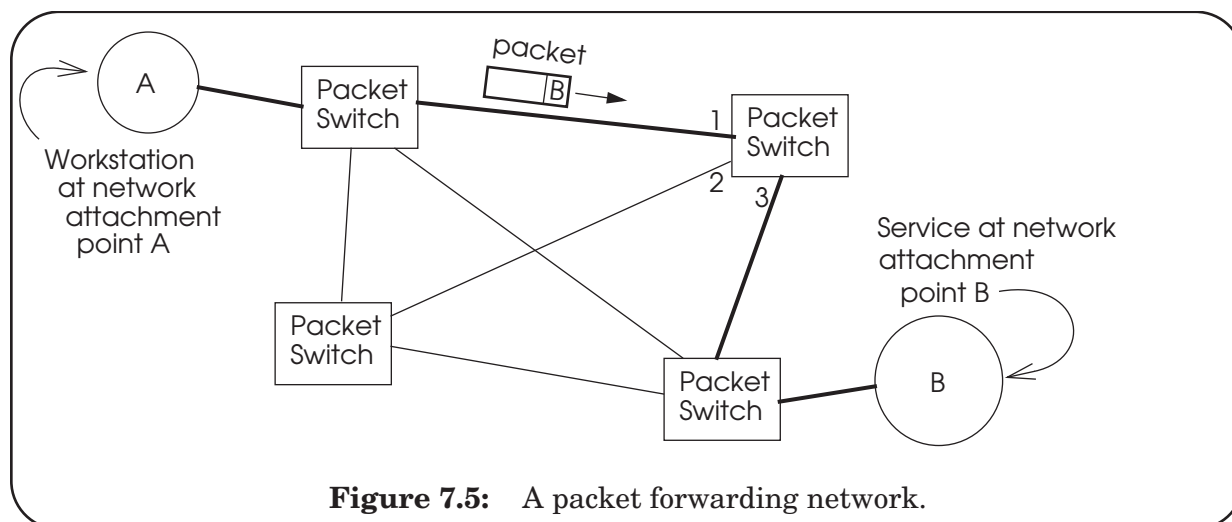 packet
B
A
Packet
Switch
1
Packet
Switch
2
3
Workstation
at network
attachment
point A
Service at network
attachment
point B
Packet
Switch
Packet
Switch
B
Figure 7.5: A packet forwarding network.